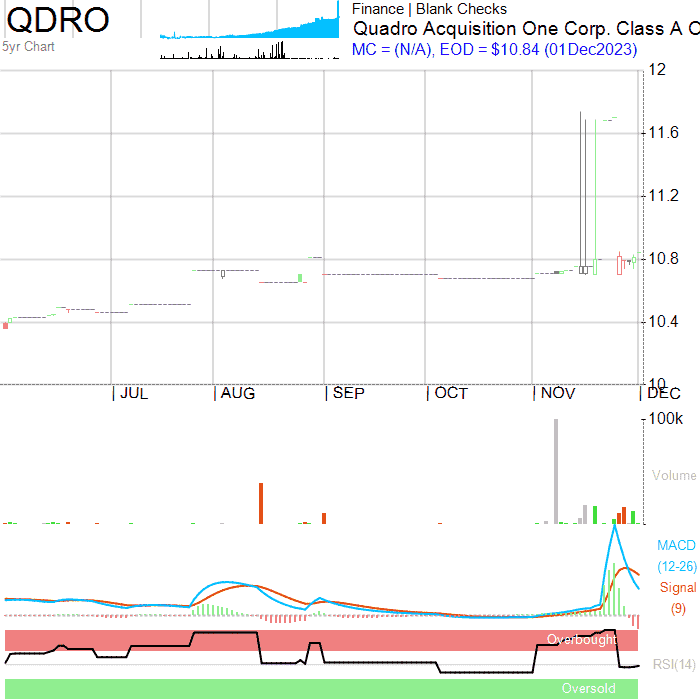 QDRO
5yr Chart
Finance | Blank Checks
Quadro Acquisition One Corp. Class A
MC = (N/A), EOD = $10.84 (01Dec2023)
12
11.6
11.2
10.8
10.4
10
JUL AUG SEP OCT NOV DEC
100k
Volume
MACD
(12-26)
Signal
(9)
Overbought
RSI(14)
Oversold